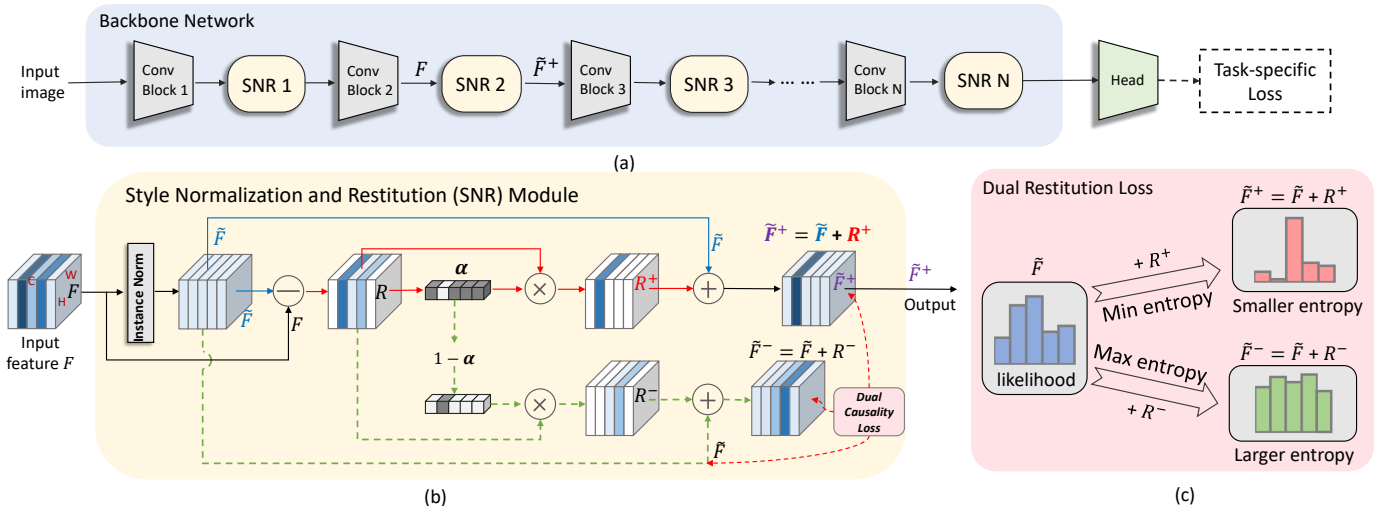 Backbone Network
Input
image
Conv
Block 1
SNR 1
Conv
Block 2
F
SNR 2
F̃⁺
Conv
Block 3
SNR 3
... ...
Conv
Block N
SNR N
Head
Task-specific
Loss
(a)
Style Normalization and Restitution (SNR) Module
C
W
H
F
Input
feature F
Instance Norm
F̃
F̃
F
R
α
R⁺
F̃
F̃⁺ = F̃ + R⁺
F̃⁺
F̃⁺
Output
1 − α
R⁻
F̃
F̃⁻ = F̃ + R⁻
Dual
Causality
Loss
(b)
Dual Restitution Loss
F̃
likelihood
+ R⁺
Min entropy
F̃⁺ = F̃ + R⁺
Smaller entropy
Max entropy
+ R⁻
F̃⁻ = F̃ + R⁻
Larger entropy
(c)